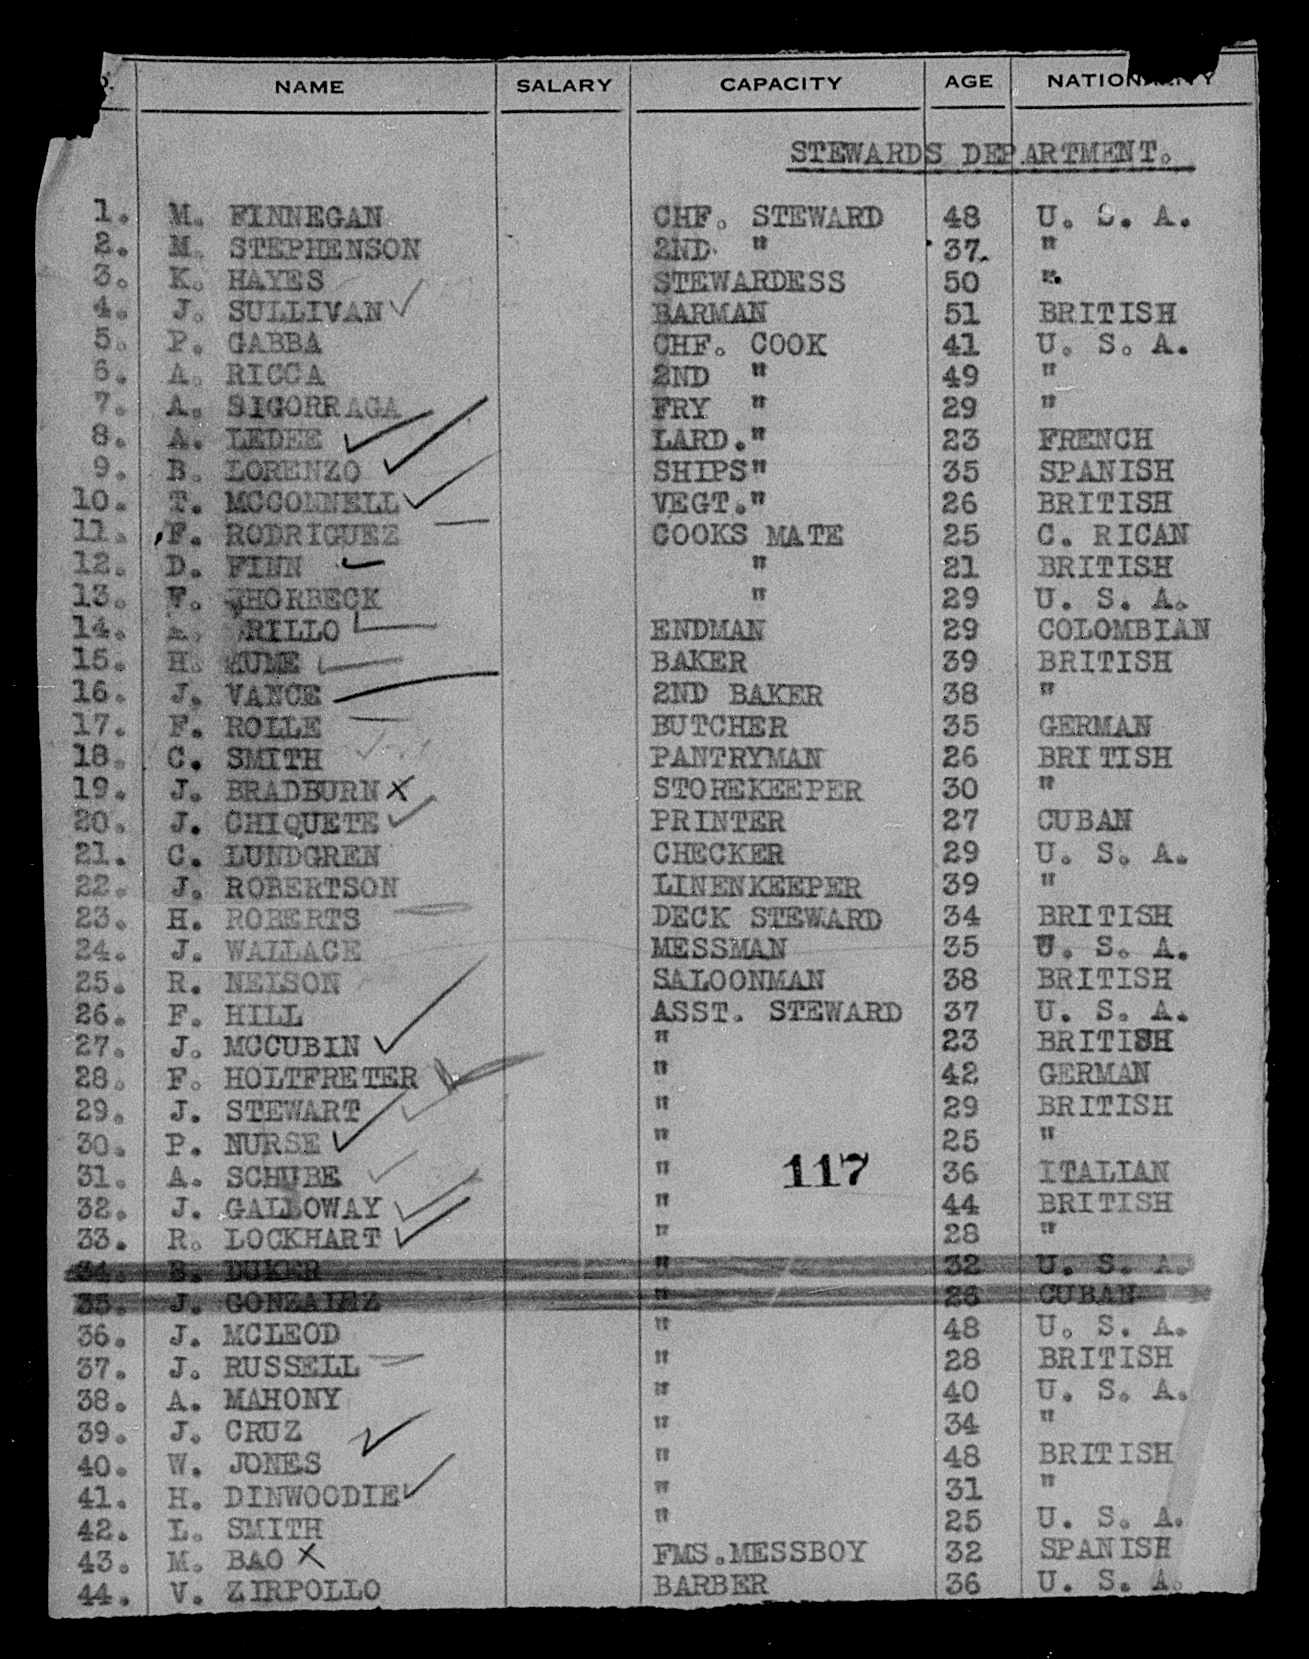 NAME SALARY CAPACITY AGE NATIONALITY
STEWARDS DEPARTMENT.
1. M. FINNEGAN CHF. STEWARD 48 U. S. A.
2. M. STEPHENSON 2ND " 37. "
3. K. HAYES STEWARDESS 50 "
4. J. SULLIVAN BARMAN 51 BRITISH
5. P. GABBA CHF. COOK 41 U. S. A.
6. A. RICCA 2ND " 49 "
7. A. SIGORRAGA FRY " 29 "
8. A. LEDEE LARD." 23 FRENCH
9. B. LORENZO SHIPS" 35 SPANISH
10. T. MCCONNELL VEGT." 26 BRITISH
11. F. RODRIGUEZ COOKS MATE 25 C. RICAN
12. D. FINN " 21 BRITISH
13. F. THORBECK " 29 U. S. A.
14. RILLO ENDMAN 29 COLOMBIAN
15. H. HUME BAKER 39 BRITISH
16. J. VANCE 2ND BAKER 38 "
17. F. ROLLE BUTCHER 35 GERMAN
18. C. SMITH PANTRYMAN 26 BRITISH
19. J. BRADBURN X STOREKEEPER 30 "
20. J. CHIQUETE PRINTER 27 CUBAN
21. C. LUNDGREN CHECKER 29 U. S. A.
22. J. ROBERTSON LINENKEEPER 39 "
23. H. ROBERTS DECK STEWARD 34 BRITISH
24. J. WALLACE MESSMAN 35 U. S. A.
25. R. NELSON SALOONMAN 38 BRITISH
26. F. HILL ASST. STEWARD 37 U. S. A.
27. J. MCCUBIN " 23 BRITISH
28. F. HOLTFRETER " 42 GERMAN
29. J. STEWART " 29 BRITISH
30. P. NURSE " 25 "
31. A. SCHUBE " 117 36 ITALIAN
32. J. GALLOWAY " 44 BRITISH
33. R. LOCKHART " 28 "
34. B. DUKER " 32 U. S. A.
35. J. GONZALEZ " 26 CUBAN
36. J. MCLEOD " 48 U. S. A.
37. J. RUSSELL " 28 BRITISH
38. A. MAHONY " 40 U. S. A.
39. J. CRUZ " 34 "
40. W. JONES " 48 BRITISH
41. H. DINWOODIE " 31 "
42. L. SMITH " 25 U. S. A.
43. M. BAO X FMS.MESSBOY 32 SPANISH
44. V. ZIRPOLLO BARBER 36 U. S. A.